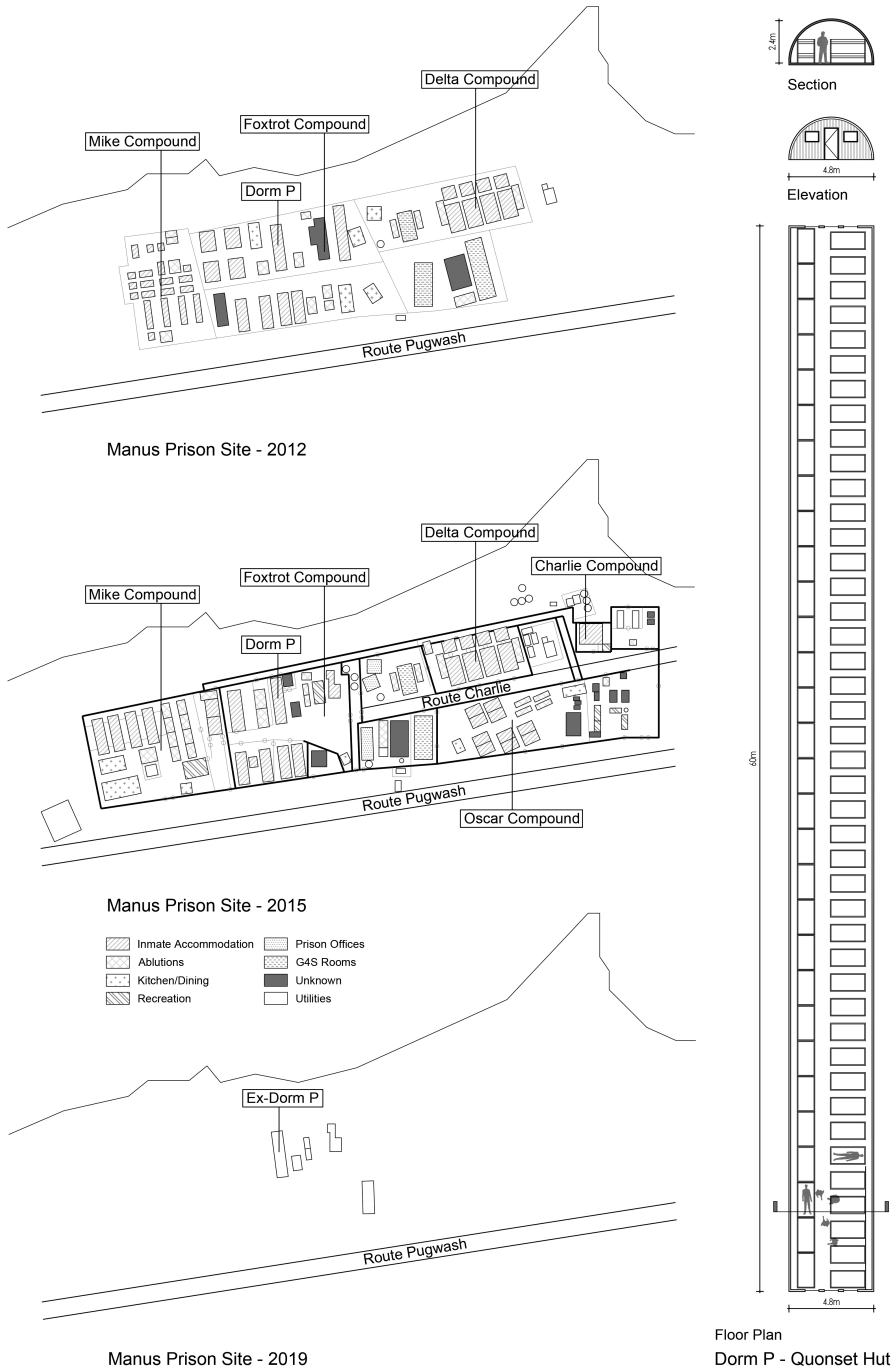 Delta Compound
Foxtrot Compound
Mike Compound
Dorm P
Route Pugwash
Manus Prison Site - 2012
Delta Compound
Charlie Compound
Foxtrot Compound
Mike Compound
Dorm P
Route Charlie
Route Pugwash
Oscar Compound
Manus Prison Site - 2015
Inmate Accommodation
Prison Offices
Ablutions
G4S Rooms
Kitchen/Dining
Unknown
Recreation
Utilities
Ex-Dorm P
Route Pugwash
Manus Prison Site - 2019
2.4m
Section
4.8m
Elevation
60m
4.8m
Floor Plan
Dorm P - Quonset Hut